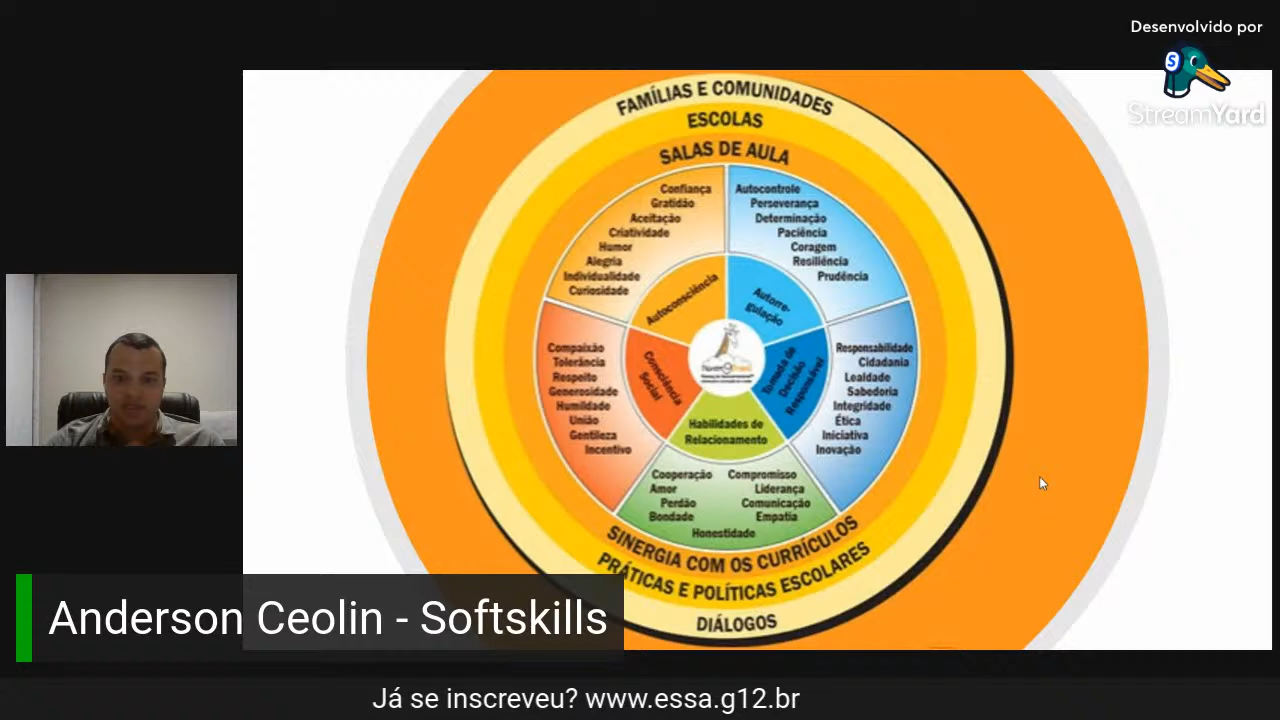 Desenvolvido por
StreamYard
FAMÍLIAS E COMUNIDADES
ESCOLAS
SALAS DE AULA
Confiança
Gratidão
Aceitação
Criatividade
Humor
Alegria
Individualidade
Curiosidade
Autocontrole
Perseverança
Determinação
Paciência
Coragem
Resiliência
Prudência
Autoconsciência
Autorre-
gulação
Compaixão
Tolerância
Respeito
Generosidade
Humildade
União
Gentileza
Incentivo
Consciência
Social
Tomada de
Decisão
Responsável
Responsabilidade
Cidadania
Lealdade
Sabedoria
Integridade
Ética
Iniciativa
Inovação
Habilidades de
Relacionamento
Cooperação
Amor
Perdão
Bondade
Compromisso
Liderança
Comunicação
Empatia
Honestidade
SINERGIA COM OS CURRÍCULOS
PRÁTICAS E POLÍTICAS ESCOLARES
DIÁLOGOS
Anderson Ceolin - Softskills
Já se inscreveu? www.essa.g12.br